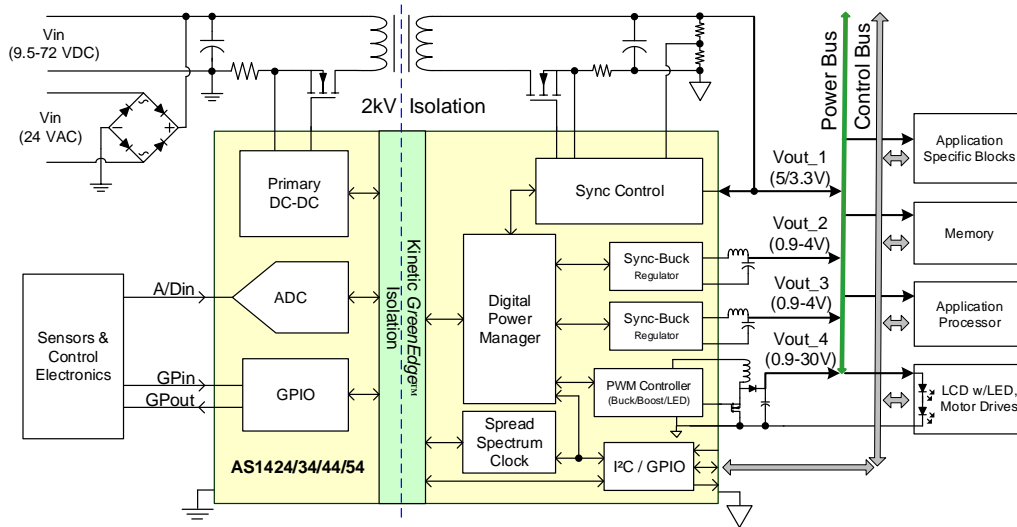 Vin
(9.5-72 VDC)
Vin
(24 VAC)
2kV Isolation
Power Bus
Control Bus
Primary
DC-DC
Sync Control
Vout_1
(5/3.3V)
Application
Specific Blocks
Kinetic GreenEdge™
Isolation
Vout_2
(0.9-4V)
Memory
Sync-Buck
Regulator
A/Din
ADC
Digital
Power
Manager
Vout_3
(0.9-4V)
Application
Processor
Sync-Buck
Regulator
Sensors &
Control
Electronics
Vout_4
(0.9-30V)
GPin
GPout
GPIO
PWM Controller
(Buck/Boost/LED)
LCD w/LED,
Motor Drives
Spread
Spectrum
Clock
I²C / GPIO
AS1424/34/44/54